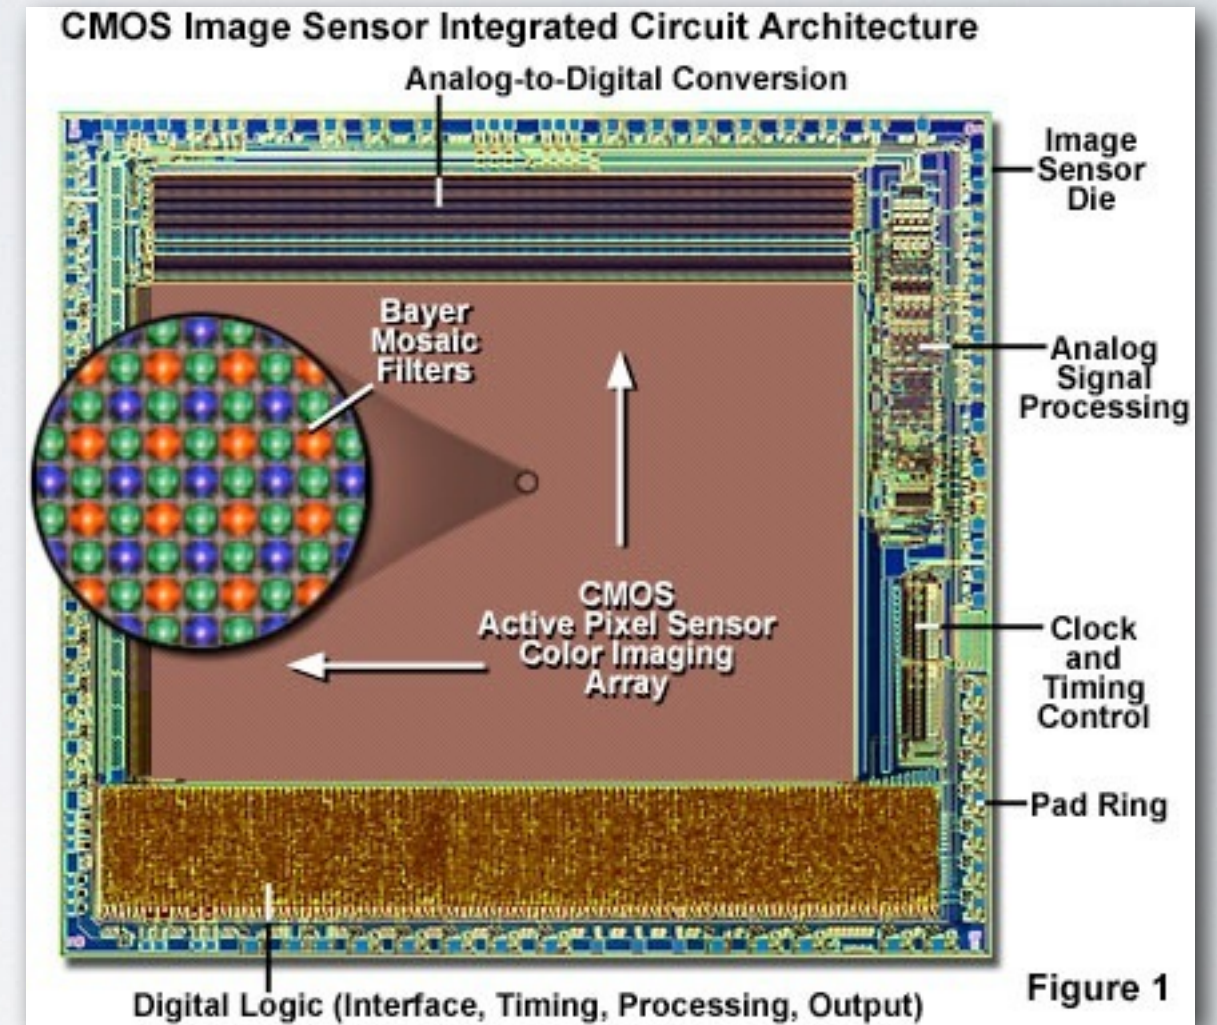 CMOS Image Sensor Integrated Circuit Architecture
Analog-to-Digital Conversion
Image
Sensor
Die
Bayer
Mosaic
Filters
Analog
Signal
Processing
CMOS
Active Pixel Sensor
Color Imaging
Array
Clock
and
Timing
Control
Pad Ring
Digital Logic (Interface, Timing, Processing, Output)
Figure 1